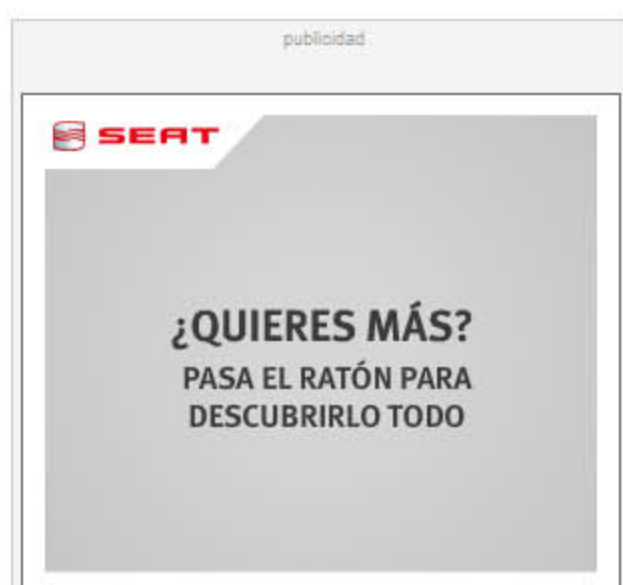 publicidad
SEAT
¿QUIERES MÁS?
PASA EL RATÓN PARA
DESCUBRIRLO TODO